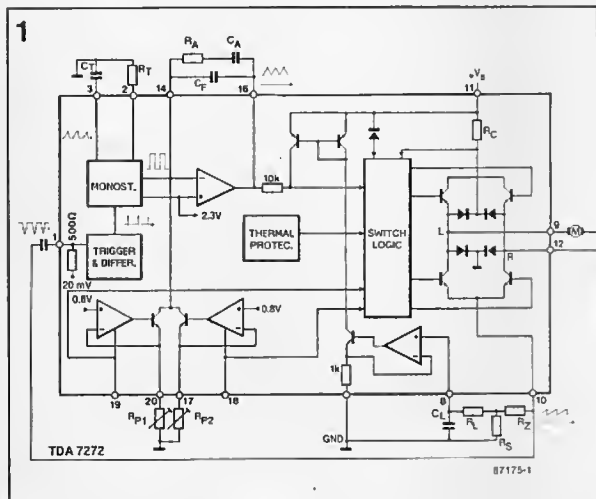 1
RA
CA
CT
RT
CF
+VS
3
2
14
16
11
RC
10k
MONOST.
2.3V
L
9
M
12
R
1
500Ω
20 mV
TRIGGER
& DIFFER.
THERMAL
PROTEC.
SWITCH
LOGIC
0.8V
0.8V
1k
19
20
17
18
8
10
RP1
RP2
CL
RL
RZ
RS
GND
TDA 7272
87175-1